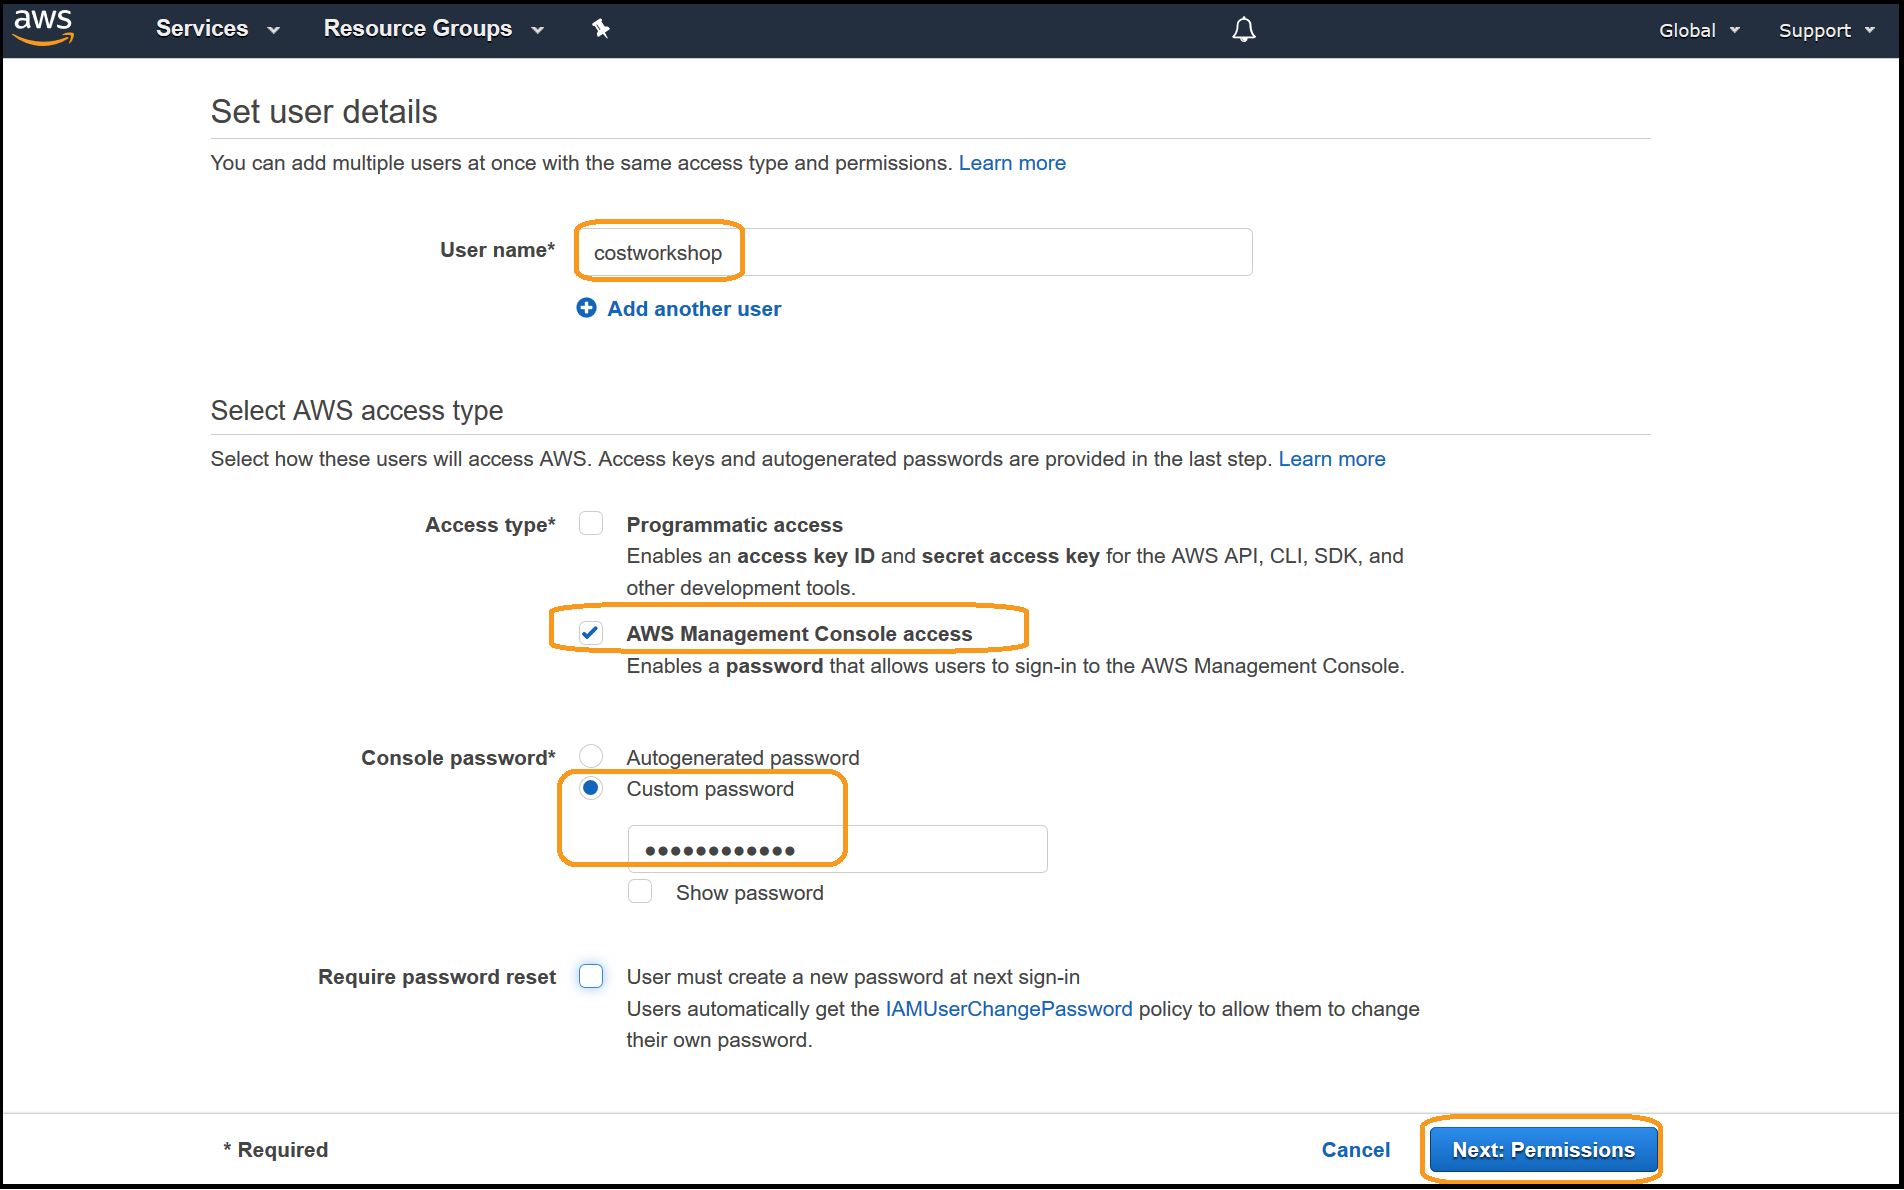 aws Services Resource Groups Global Support
Set user details
You can add multiple users at once with the same access type and permissions. Learn more
User name* costworkshop
Add another user
Select AWS access type
Select how these users will access AWS. Access keys and autogenerated passwords are provided in the last step. Learn more
Access type* Programmatic access
Enables an access key ID and secret access key for the AWS API, CLI, SDK, and
other development tools.
AWS Management Console access
Enables a password that allows users to sign-in to the AWS Management Console.
Console password* Autogenerated password
Custom password
••••••••••••
Show password
Require password reset User must create a new password at next sign-in
Users automatically get the IAMUserChangePassword policy to allow them to change
their own password.
* Required Cancel Next: Permissions